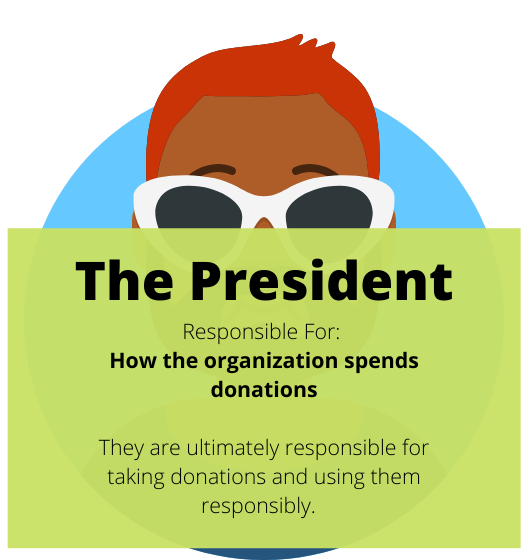 The President
Responsible For:
How the organization spends
donations
They are ultimately responsible for
taking donations and using them
responsibly.